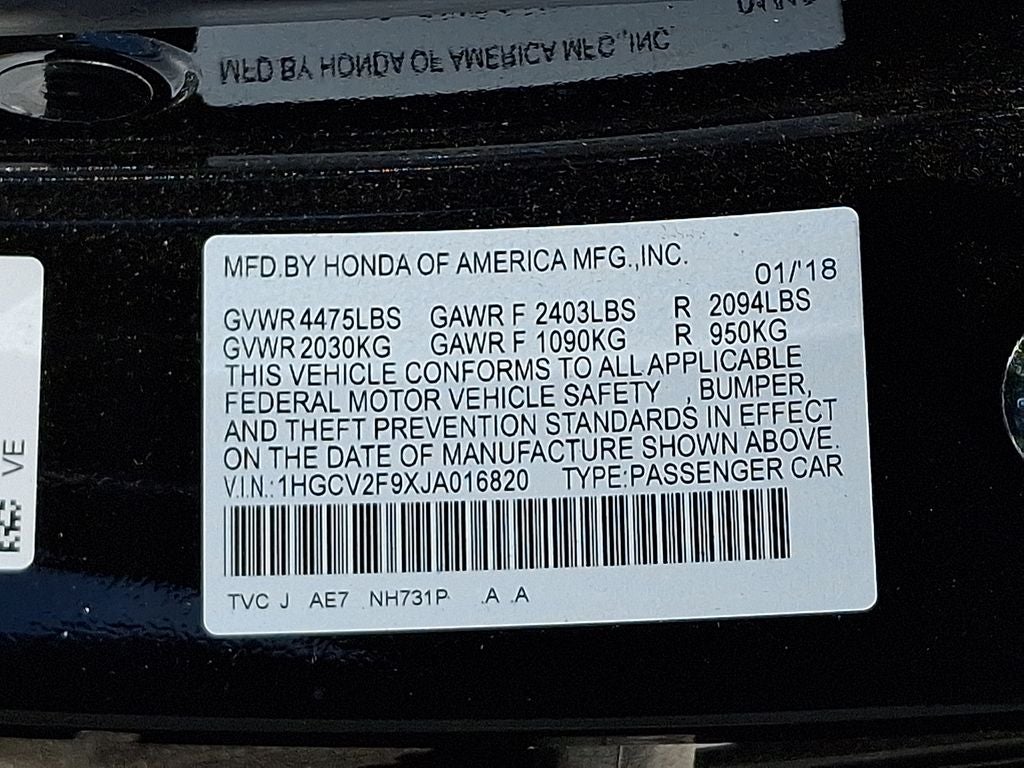 MFD BY HONDA OF AMERICA MFG.,INC
MFD.BY HONDA OF AMERICA MFG.,INC.
01/'18
GVWR 4475LBS GAWR F 2403LBS R 2094LBS
GVWR 2030KG GAWR F 1090KG R 950KG
THIS VEHICLE CONFORMS TO ALL APPLICABLE
FEDERAL MOTOR VEHICLE SAFETY , BUMPER,
AND THEFT PREVENTION STANDARDS IN EFFECT
ON THE DATE OF MANUFACTURE SHOWN ABOVE.
V.I.N.: 1HGCV2F9XJA016820 TYPE:PASSENGER CAR
TVC J AE7 NH731P .A .A
VE